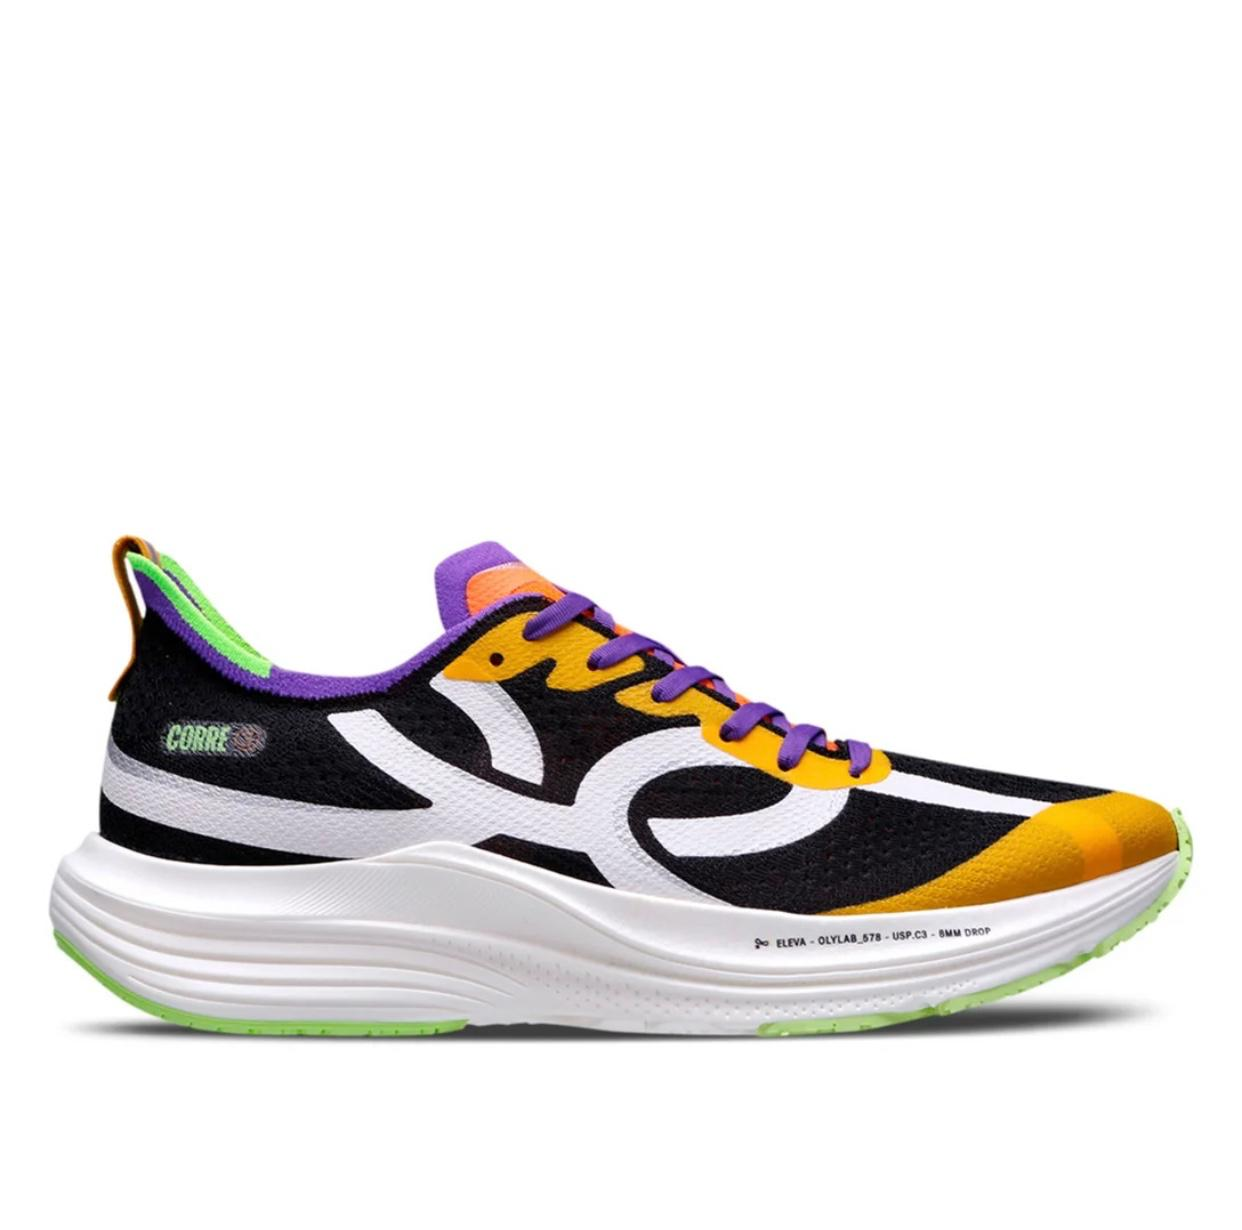 CORRE
ELEVA - OLYLAB_578 - USP.C3 - 8MM DROP